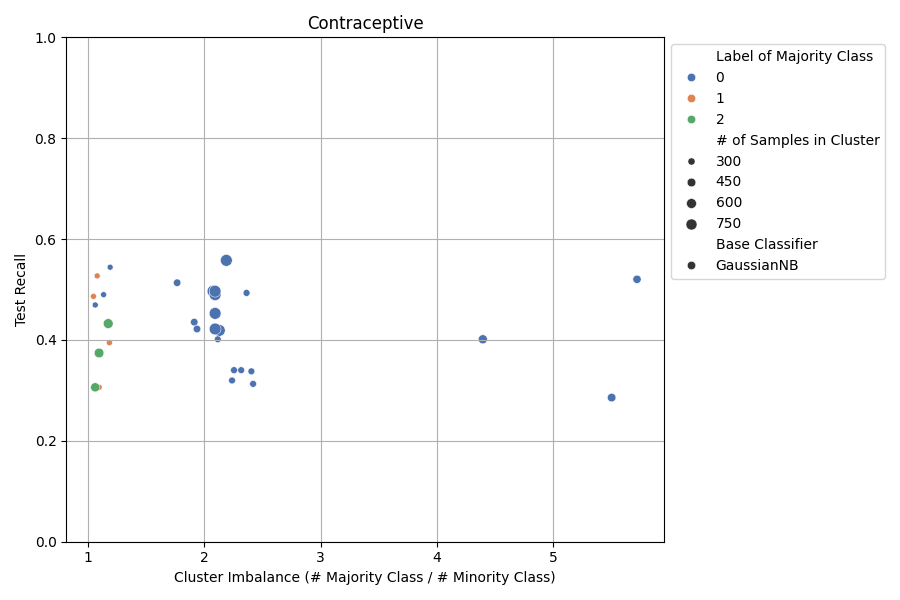 Contraceptive
1.0
0.8
0.6
0.4
0.2
0.0
Test Recall
1
2
3
4
5
Cluster Imbalance (# Majority Class / # Minority Class)
Label of Majority Class
0
1
2
# of Samples in Cluster
300
450
600
750
Base Classifier
GaussianNB